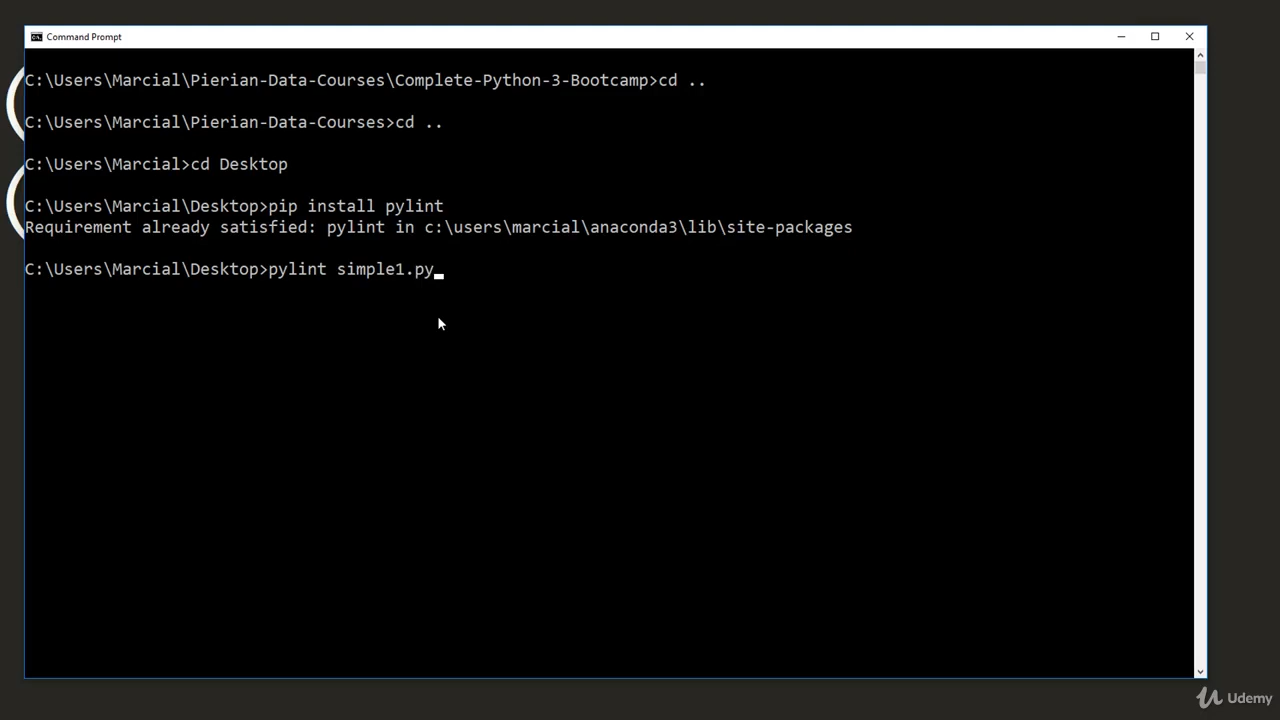 Command Prompt
C:\Users\Marcial\Pierian-Data-Courses\Complete-Python-3-Bootcamp>cd ..
C:\Users\Marcial\Pierian-Data-Courses>cd ..
C:\Users\Marcial>cd Desktop
C:\Users\Marcial\Desktop>pip install pylint
Requirement already satisfied: pylint in c:\users\marcial\anaconda3\lib\site-packages
C:\Users\Marcial\Desktop>pylint simple1.py
Udemy